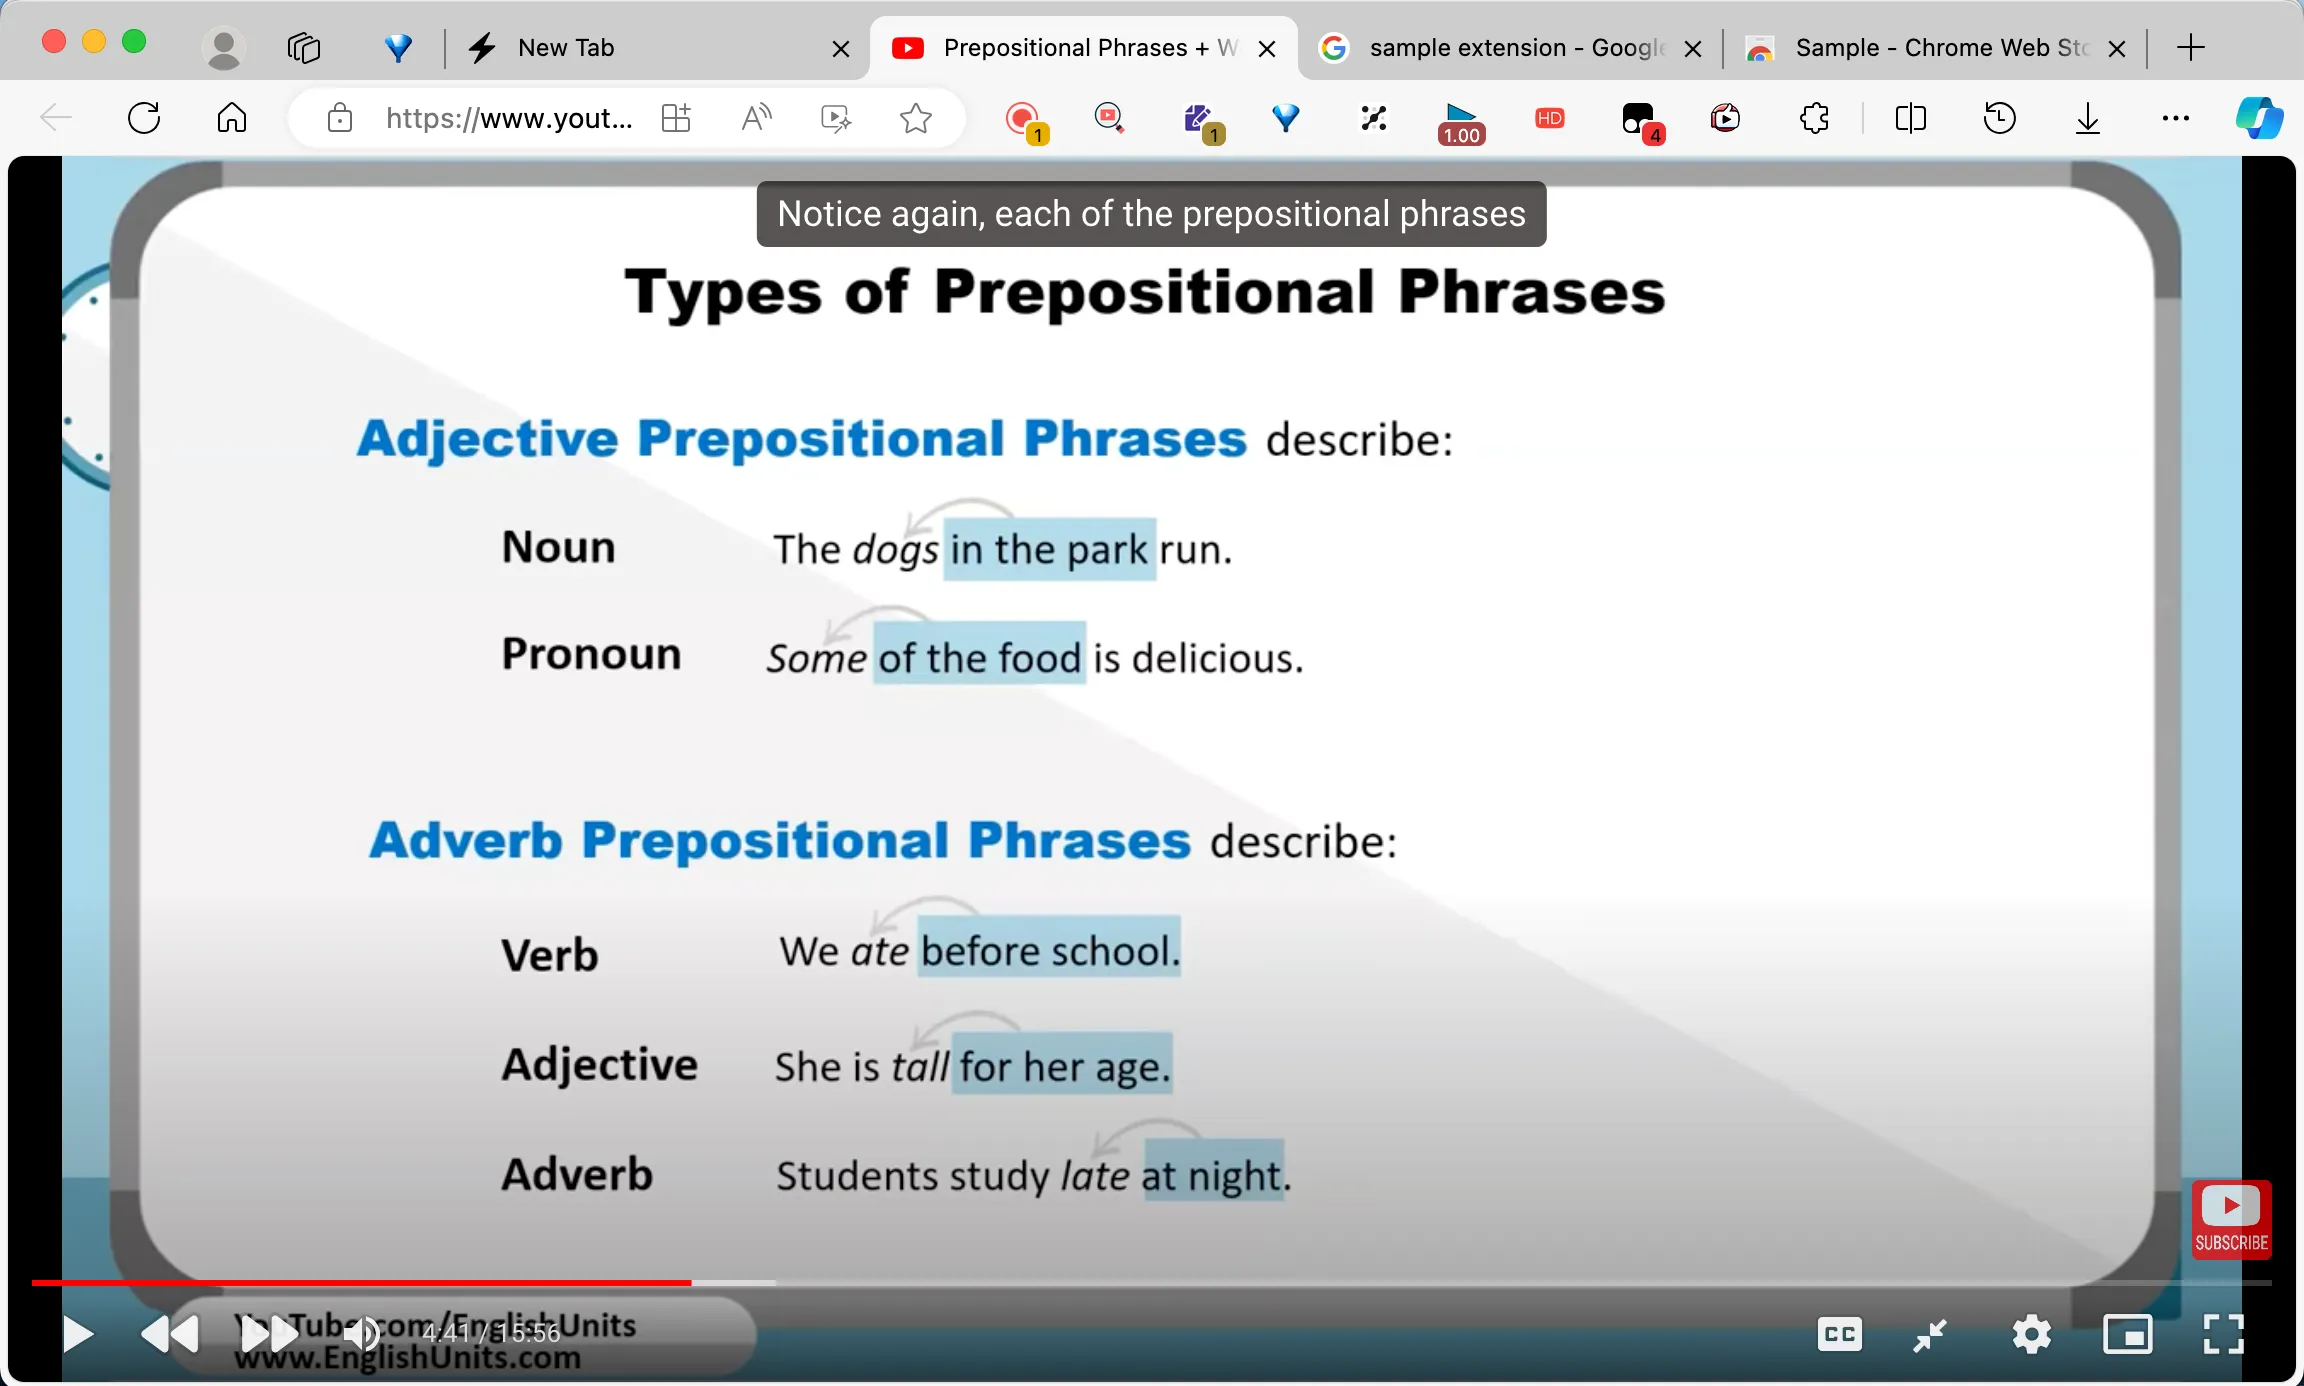 New Tab
Prepositional Phrases + W
sample extension - Google
Sample - Chrome Web Sto
https://www.yout...
1
1
1.00
HD
4
Notice again, each of the prepositional phrases
Types of Prepositional Phrases
Adjective Prepositional Phrases describe:
Noun The dogs in the park run.
Pronoun Some of the food is delicious.
Adverb Prepositional Phrases describe:
Verb We ate before school.
Adjective She is tall for her age.
Adverb Students study late at night.
SUBSCRIBE
YouTube.com/EnglishUnits
4:41 / 15:56
www.EnglishUnits.com
CC